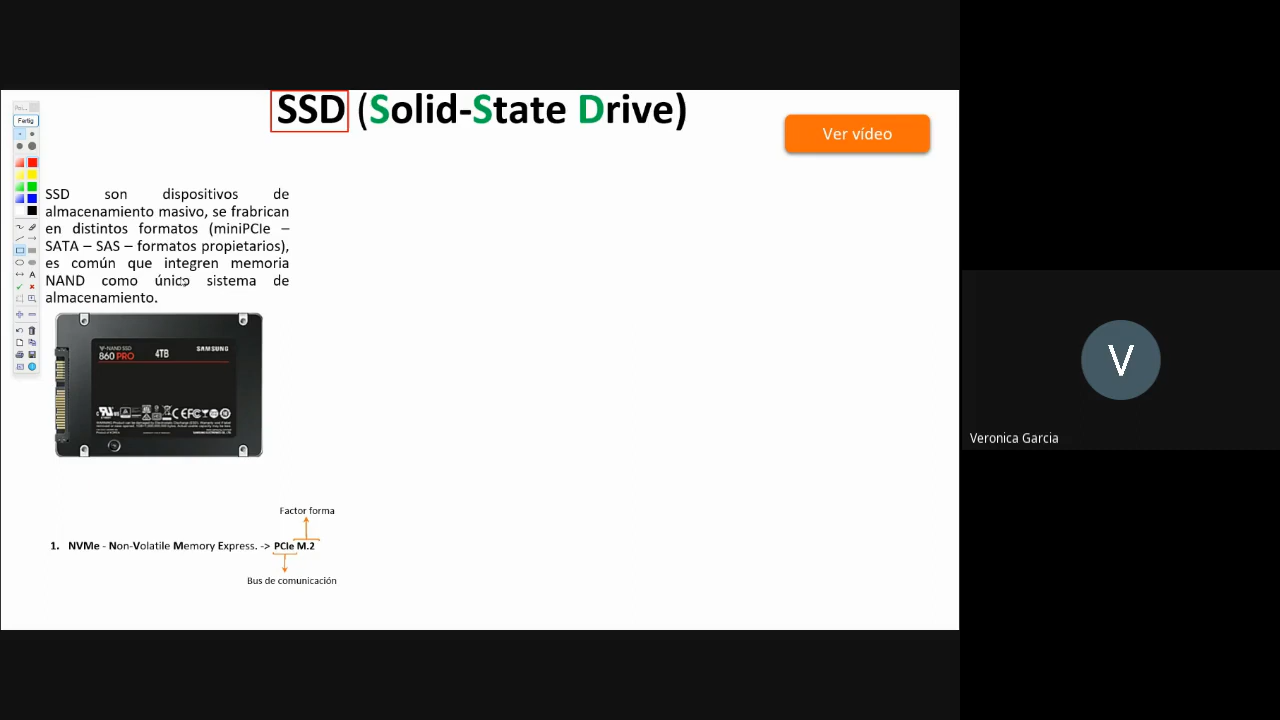 SSD (Solid-State Drive)
Ver vídeo
Fertig
A
SSD son dispositivos de
almacenamiento masivo, se frabrican
en distintos formatos (miniPCIe –
SATA – SAS – formatos propietarios),
es común que integren memoria
NAND como único sistema de
almacenamiento.
V-NAND SSD
860 PRO
4TB
SAMSUNG
Factor forma
1. NVMe - Non-Volatile Memory Express. -> PCIe M.2
Bus de comunicación
V
Veronica Garcia